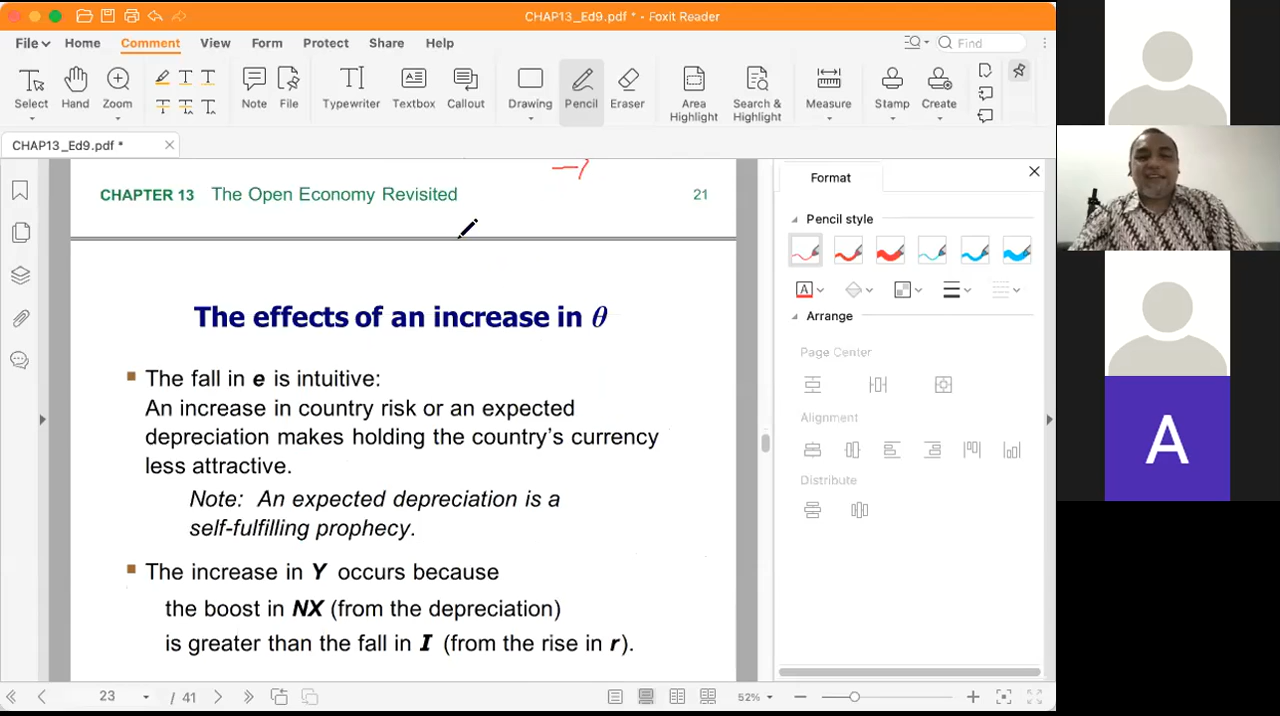 CHAP13_Ed9.pdf * - Foxit Reader
File Home Comment View Form Protect Share Help Find
Select Hand Zoom Note File Typewriter Textbox Callout Drawing Pencil Eraser Area Highlight Search & Highlight Measure Stamp Create
CHAP13_Ed9.pdf *
CHAPTER 13 The Open Economy Revisited 21
The effects of an increase in θ
The fall in e is intuitive:
An increase in country risk or an expected
depreciation makes holding the country's currency
less attractive.
Note: An expected depreciation is a
self-fulfilling prophecy.
The increase in Y occurs because
the boost in NX (from the depreciation)
is greater than the fall in I (from the rise in r).
Format
Pencil style
Arrange
Page Center
Alignment
Distribute
23 / 41 52%
A